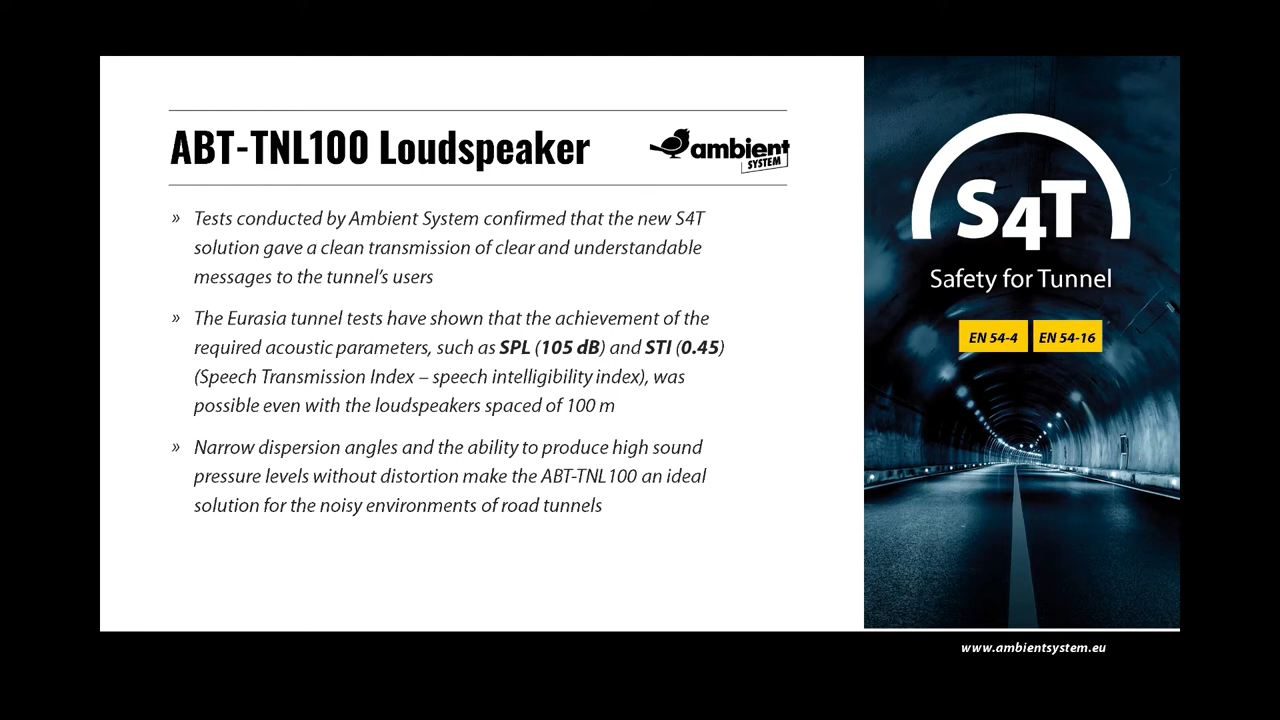 ABT-TNL100 Loudspeaker
ambient
SYSTEM
» Tests conducted by Ambient System confirmed that the new S4T
solution gave a clean transmission of clear and understandable
messages to the tunnel's users
» The Eurasia tunnel tests have shown that the achievement of the
required acoustic parameters, such as SPL (105 dB) and STI (0.45)
(Speech Transmission Index – speech intelligibility index), was
possible even with the loudspeakers spaced of 100 m
» Narrow dispersion angles and the ability to produce high sound
pressure levels without distortion make the ABT-TNL100 an ideal
solution for the noisy environments of road tunnels
S4T
Safety for Tunnel
EN 54-4 EN 54-16
www.ambientsystem.eu